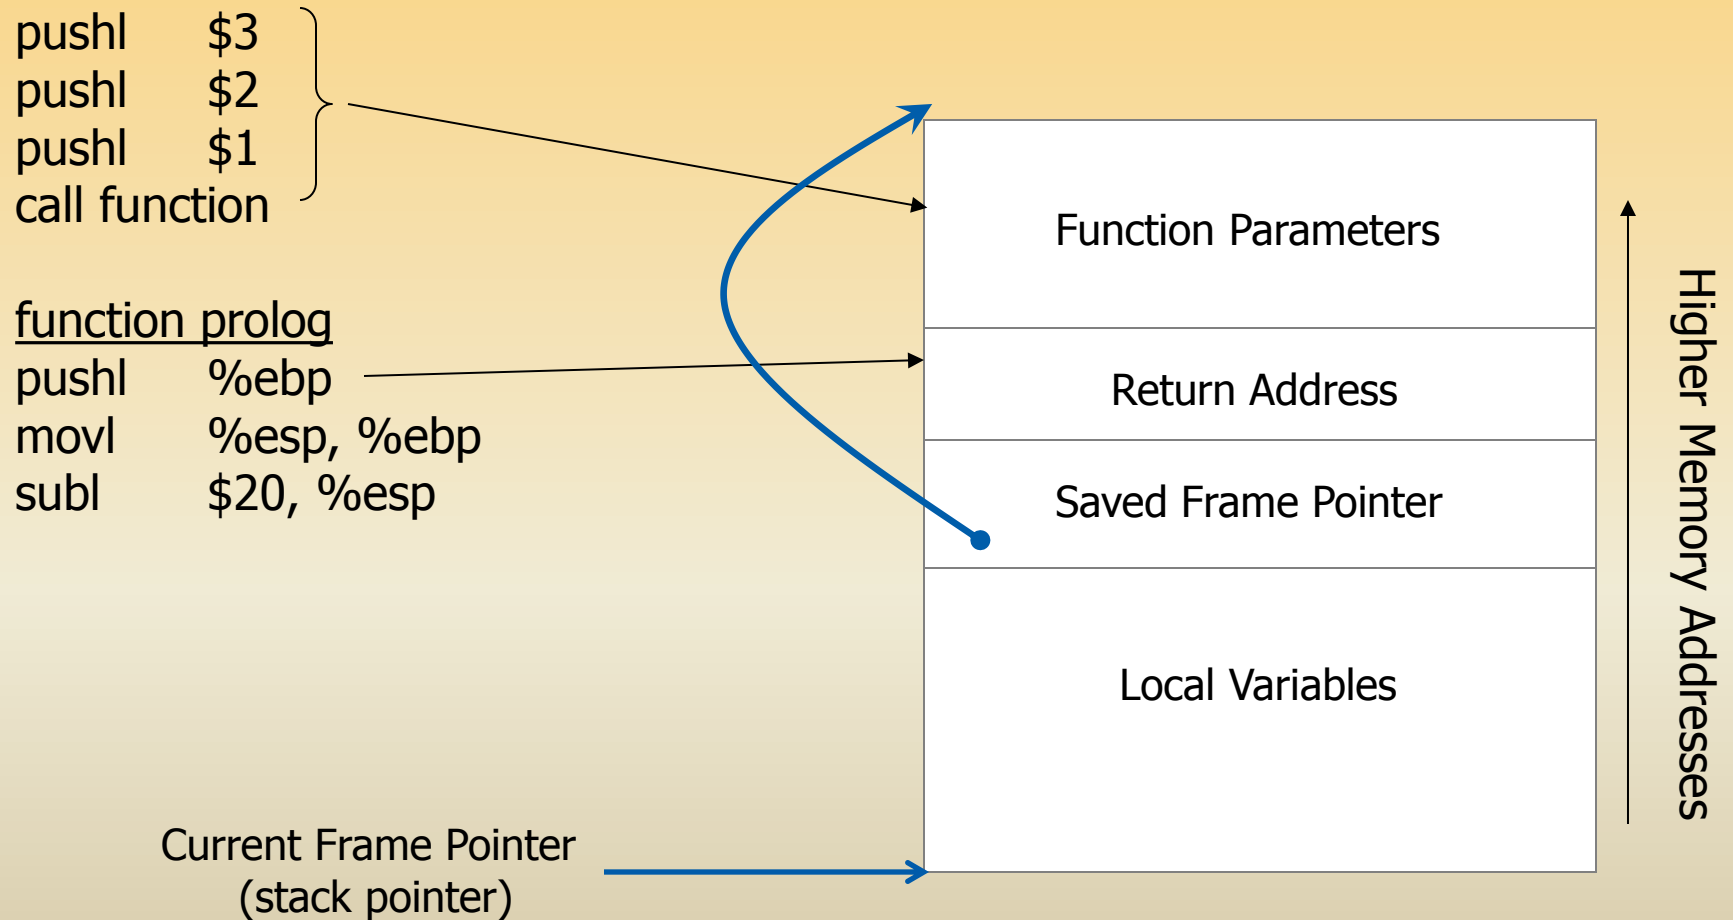 pushl $3
pushl $2
pushl $1
call function
function prolog
pushl %ebp
movl %esp, %ebp
subl $20, %esp
Function Parameters
Return Address
Saved Frame Pointer
Local Variables
Higher Memory Addresses
Current Frame Pointer
(stack pointer)